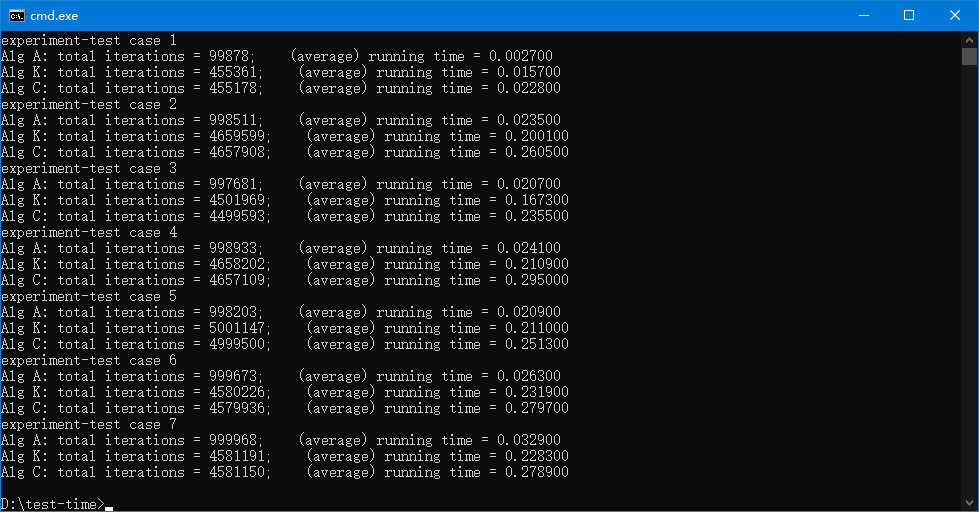 cmd.exe
experiment-test case 1
Alg A: total iterations = 99878;   (average) running time = 0.002700
Alg K: total iterations = 455361;    (average) running time = 0.015700
Alg C: total iterations = 455178;    (average) running time = 0.022800
experiment-test case 2
Alg A: total iterations = 998511;    (average) running time = 0.023500
Alg K: total iterations = 4659599;     (average) running time = 0.200100
Alg C: total iterations = 4657908;     (average) running time = 0.260500
experiment-test case 3
Alg A: total iterations = 997681;    (average) running time = 0.020700
Alg K: total iterations = 4501969;     (average) running time = 0.167300
Alg C: total iterations = 4499593;     (average) running time = 0.235500
experiment-test case 4
Alg A: total iterations = 998933;    (average) running time = 0.024100
Alg K: total iterations = 4658202;     (average) running time = 0.210900
Alg C: total iterations = 4657109;     (average) running time = 0.295000
experiment-test case 5
Alg A: total iterations = 998203;    (average) running time = 0.020900
Alg K: total iterations = 5001147;     (average) running time = 0.211000
Alg C: total iterations = 4999500;     (average) running time = 0.251300
experiment-test case 6
Alg A: total iterations = 999673;    (average) running time = 0.026300
Alg K: total iterations = 4580226;     (average) running time = 0.231900
Alg C: total iterations = 4579936;     (average) running time = 0.279700
experiment-test case 7
Alg A: total iterations = 999968;    (average) running time = 0.032900
Alg K: total iterations = 4581191;     (average) running time = 0.228300
Alg C: total iterations = 4581150;     (average) running time = 0.278900
D:\test-time>